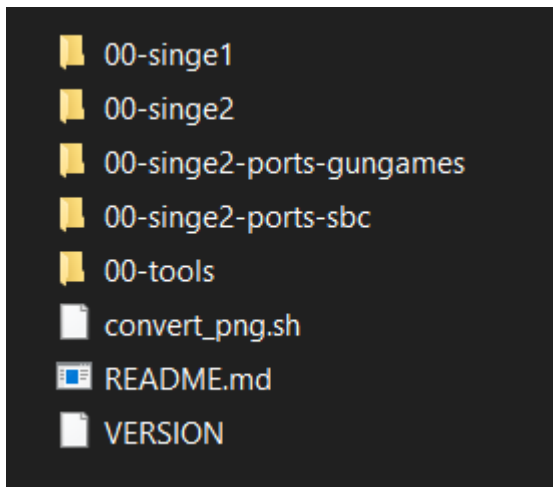 00-singe1
00-singe2
00-singe2-ports-gungames
00-singe2-ports-sbc
00-tools
convert_png.sh
README.md
VERSION